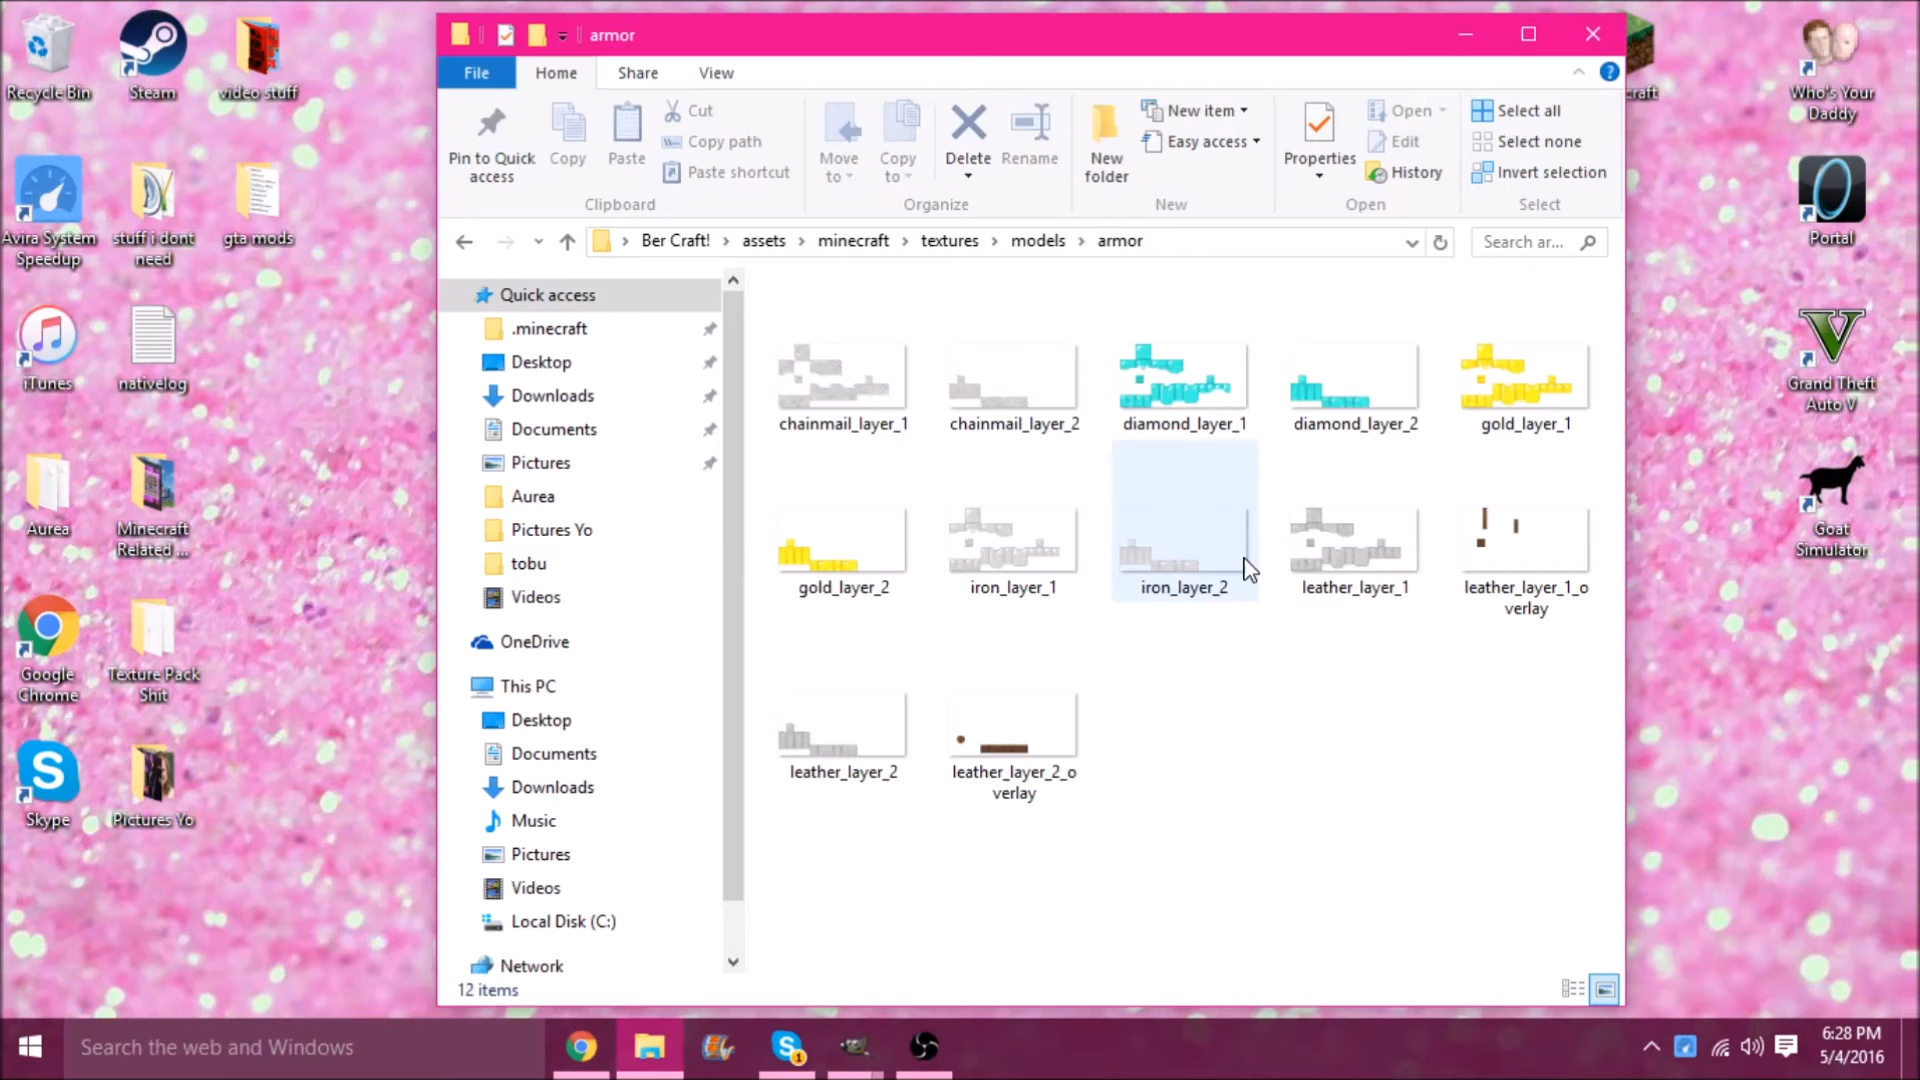 Recycle Bin
Steam
video stuff
Avira System
Speedup
stuff i dont
need
gta mods
iTunes
nativelog
Aurea
Minecraft
Related ...
Google
Chrome
Texture Pack
Shit
Skype
Pictures Yo
armor
File
Home
Share
View
Pin to Quick
access
Copy
Paste
Cut
Copy path
Paste shortcut
Clipboard
Move
to
Copy
to
Delete
Rename
Organize
New
folder
New item
Easy access
New
Properties
Open
Edit
History
Open
Select all
Select none
Invert selection
Select
Ber Craft! assets minecraft textures models armor
Search ar...
Quick access
.minecraft
Desktop
Downloads
Documents
Pictures
Aurea
Pictures Yo
tobu
Videos
OneDrive
This PC
Desktop
Documents
Downloads
Music
Pictures
Videos
Local Disk (C:)
Network
12 items
chainmail_layer_1
chainmail_layer_2
diamond_layer_1
diamond_layer_2
gold_layer_1
gold_layer_2
iron_layer_1
iron_layer_2
leather_layer_1
leather_layer_1_o
verlay
leather_layer_2
leather_layer_2_o
verlay
craft
Who's Your
Daddy
Portal
Grand Theft
Auto V
Goat
Simulator
Search the web and Windows
1
6:28 PM
5/4/2016